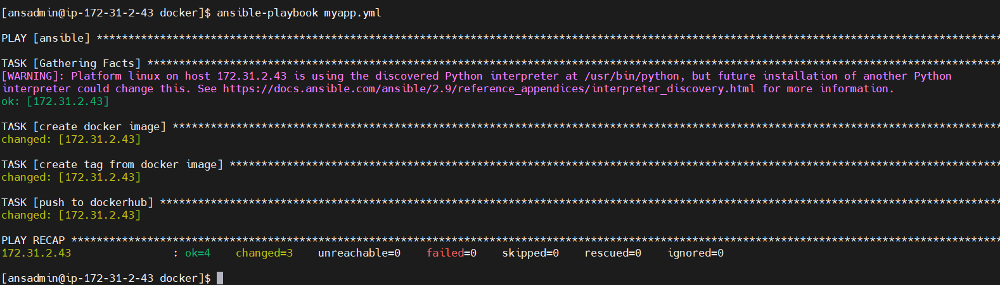 [ansadmin@ip-172-31-2-43 docker]$ ansible-playbook myapp.yml
PLAY [ansible] ***********************************************************************************************************************************************
TASK [Gathering Facts] ***************************************************************************************************************************************
[WARNING]: Platform linux on host 172.31.2.43 is using the discovered Python interpreter at /usr/bin/python, but future installation of another Python
interpreter could change this. See https://docs.ansible.com/ansible/2.9/reference_appendices/interpreter_discovery.html for more information.
ok: [172.31.2.43]
TASK [create docker image] ***********************************************************************************************************************************
changed: [172.31.2.43]
TASK [create tag from docker image] **************************************************************************************************************************
changed: [172.31.2.43]
TASK [push to dockerhub] *************************************************************************************************************************************
changed: [172.31.2.43]
PLAY RECAP ***************************************************************************************************************************************************
172.31.2.43                : ok=4    changed=3    unreachable=0    failed=0    skipped=0    rescued=0    ignored=0
[ansadmin@ip-172-31-2-43 docker]$